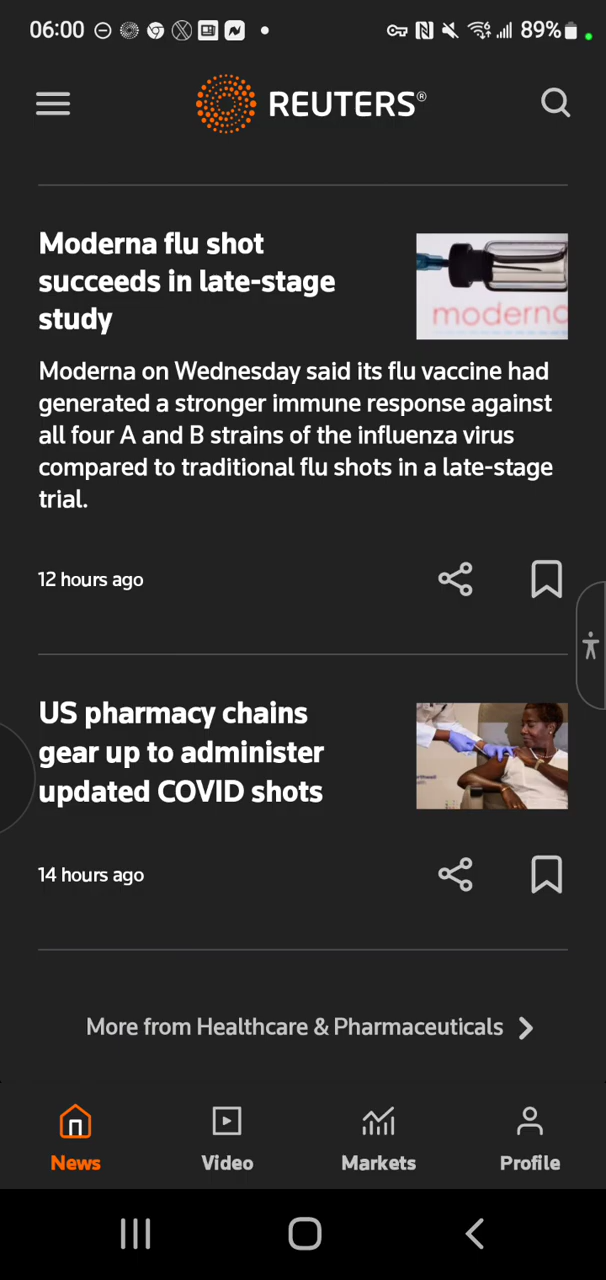 06:00
89%
REUTERS®
Moderna flu shot
succeeds in late-stage
study
moderna
Moderna on Wednesday said its flu vaccine had
generated a stronger immune response against
all four A and B strains of the influenza virus
compared to traditional flu shots in a late-stage
trial.
12 hours ago
US pharmacy chains
gear up to administer
updated COVID shots
14 hours ago
More from Healthcare & Pharmaceuticals
News
Video
Markets
Profile